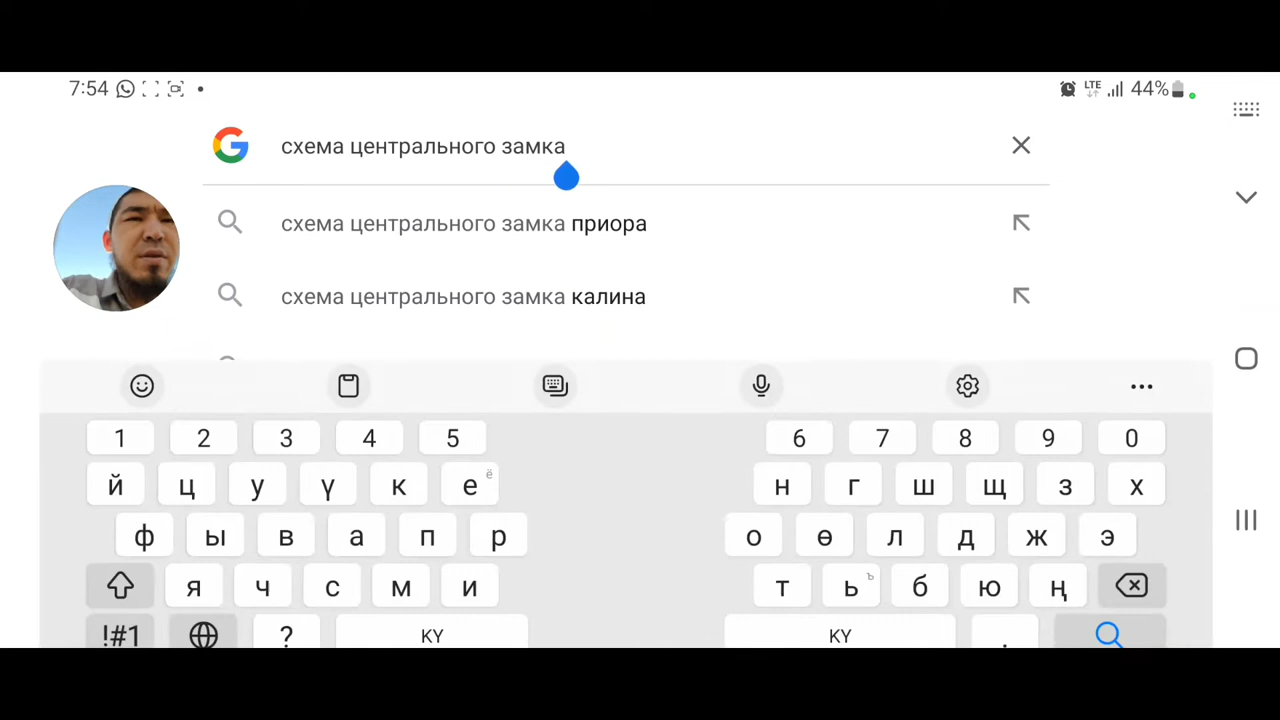 7:54 LTE 44%
схема центрального замка
схема центрального замка приора
схема центрального замка калина
1 2 3 4 5 6 7 8 9 0
й ц у ү к е ё н г ш щ з х
ф ы в а п р о ө л д ж э
я ч с м и т ь ъ б ю ң
!#1 ? KY KY .